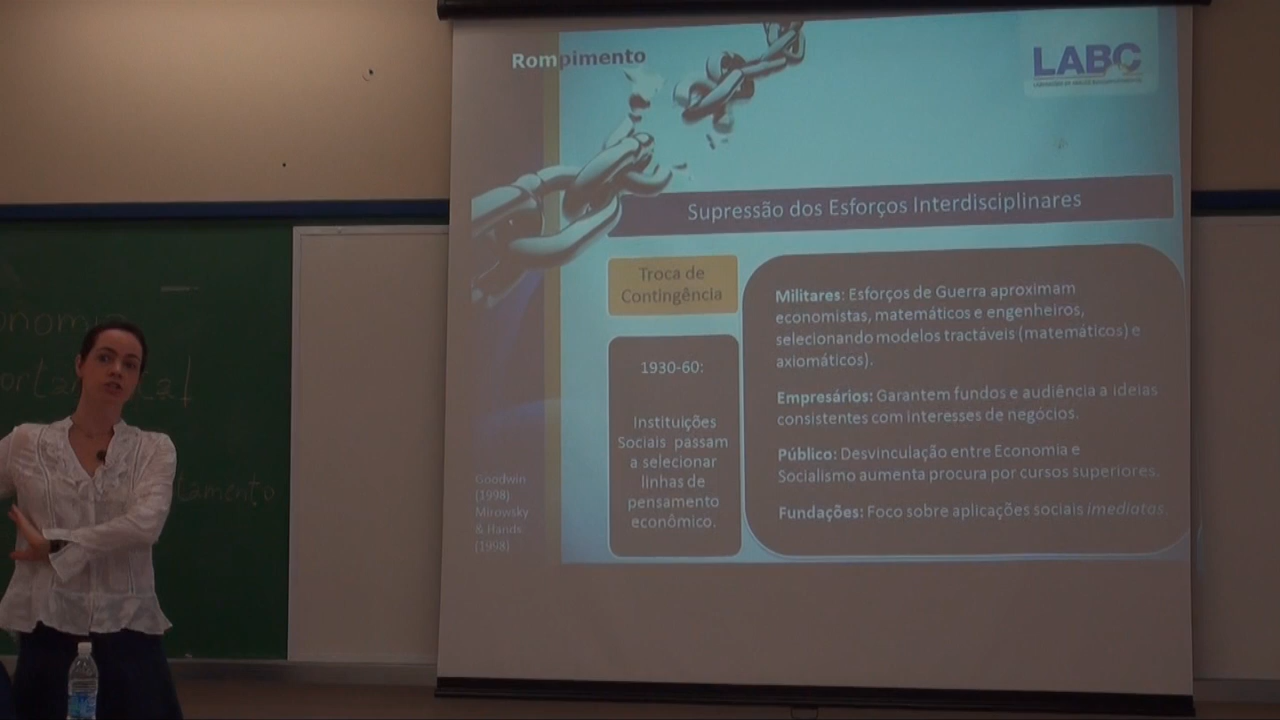 Rompimento
LABC
Supressão dos Esforços Interdisciplinares
Troca de
Contingência
1930-60:
Instituições
Sociais passam
a selecionar
linhas de
pensamento
econômico.
Militares: Esforços de Guerra aproximam
economistas, matemáticos e engenheiros,
selecionando modelos tractáveis (matemáticos) e
axiomáticos).
Empresários: Garantem fundos e audiência a ideias
consistentes com interesses de negócios.
Público: Desvinculação entre Economia e
Socialismo aumenta procura por cursos superiores.
Fundações: Foco sobre aplicações sociais imediatas.
Goodwin
(1998)
Mirowsky
& Hands
(1998)